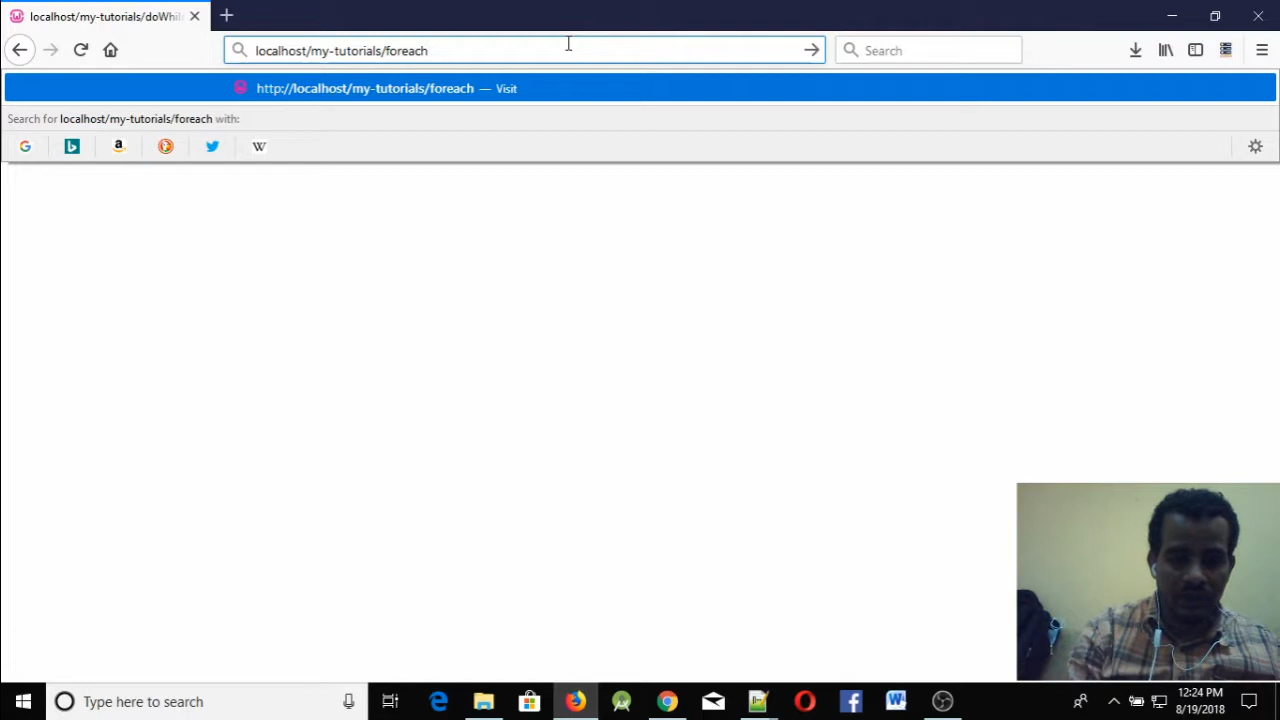 localhost/my-tutorials/doWhile
localhost/my-tutorials/foreach
Search
http://localhost/my-tutorials/foreach — Visit
Search for localhost/my-tutorials/foreach with:
Type here to search
12:24 PM
8/19/2018